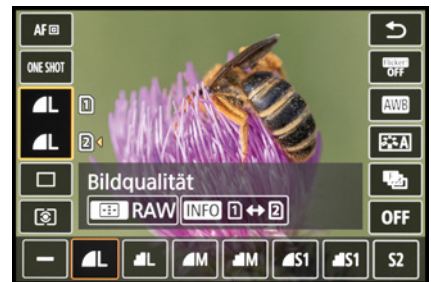 AF
ONE SHOT
Flicker!
OFF
L
1
AWB
L
2
A
Bildqualität
RAW INFO 1 2
OFF
L
L
M
M
S1
S1
S2